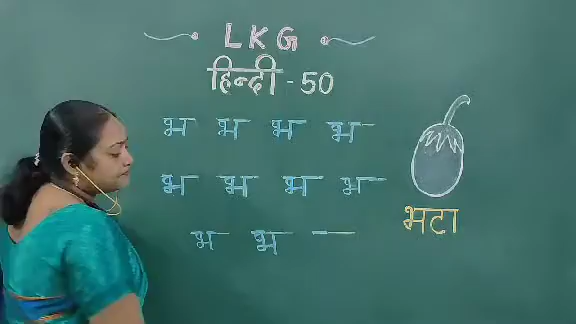 LKG
हिन्दी - 50
भ भ भ भ
भ भ भ भ
भ भ
भटा